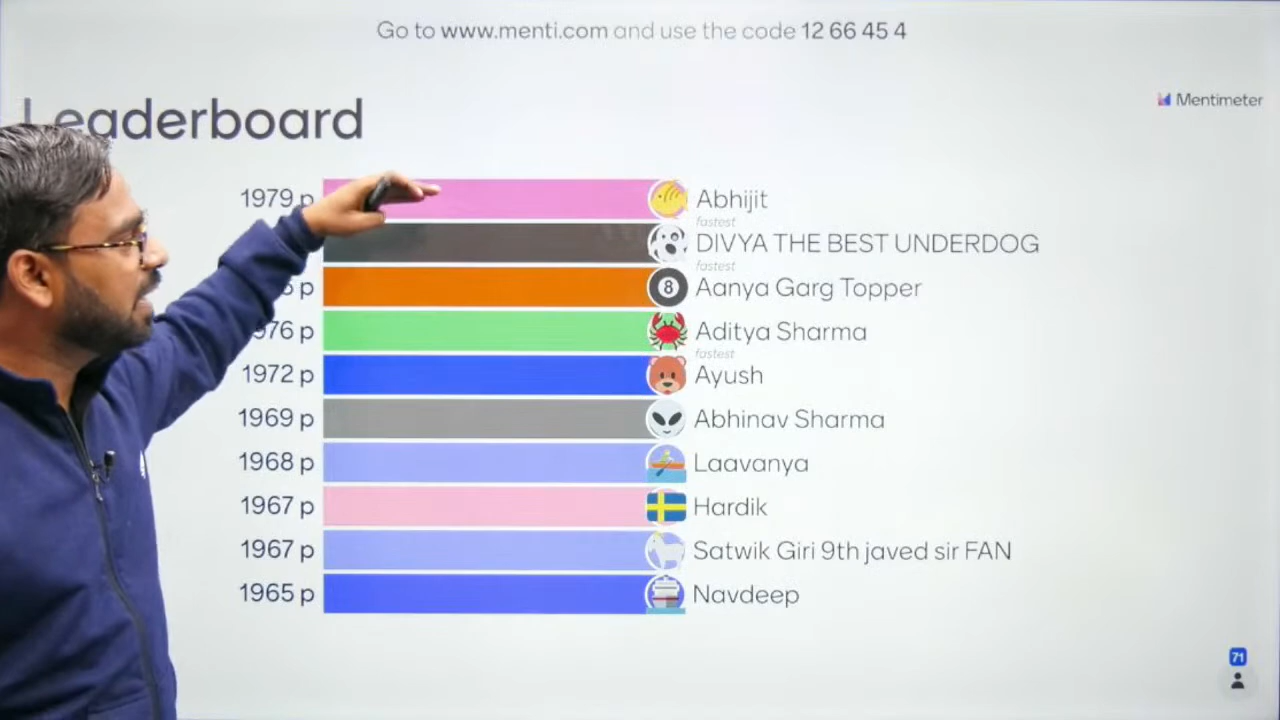 Go to www.menti.com and use the code 12 66 45 4
Leaderboard
Mentimeter
1979 p Abhijit
fastest
DIVYA THE BEST UNDERDOG
fastest
p 8 Aanya Garg Topper
76 p Aditya Sharma
fastest
1972 p Ayush
1969 p Abhinav Sharma
1968 p Laavanya
1967 p Hardik
1967 p Satwik Giri 9th javed sir FAN
1965 p Navdeep
71